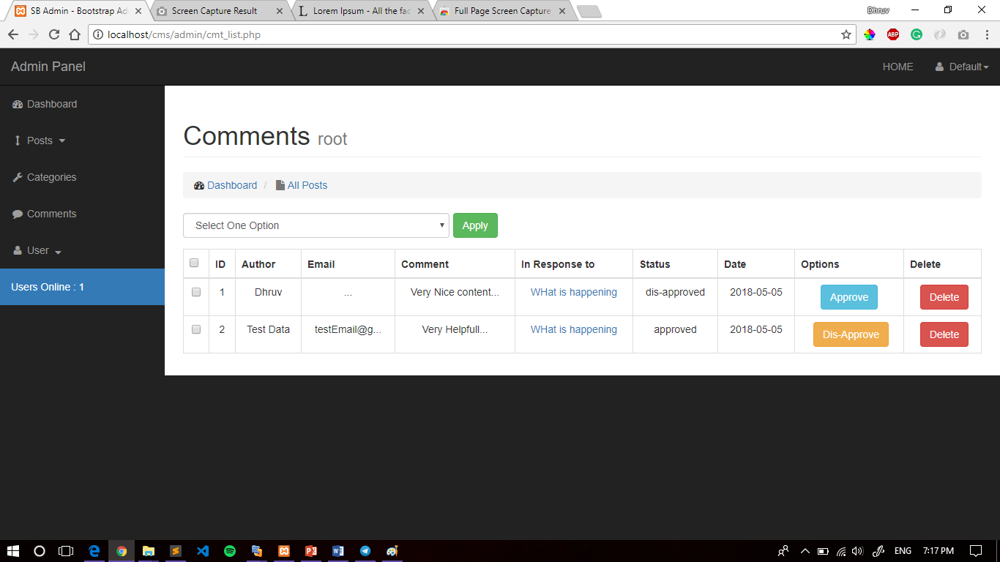 SB Admin - Bootstrap Ad
Screen Capture Result
Lorem Ipsum - All the fac
Full Page Screen Capture
Dhruv
localhost/cms/admin/cmt_list.php
ABP
Admin Panel
HOME
Default
Dashboard
Posts
Categories
Comments
User
Users Online : 1
Comments root
Dashboard / All Posts
Select One Option
Apply
ID Author Email Comment In Response to Status Date Options Delete
1 Dhruv ... Very Nice content... WHat is happening dis-approved 2018-05-05 Approve Delete
2 Test Data testEmail@g... Very Helpfull... WHat is happening approved 2018-05-05 Dis-Approve Delete
ENG 7:17 PM